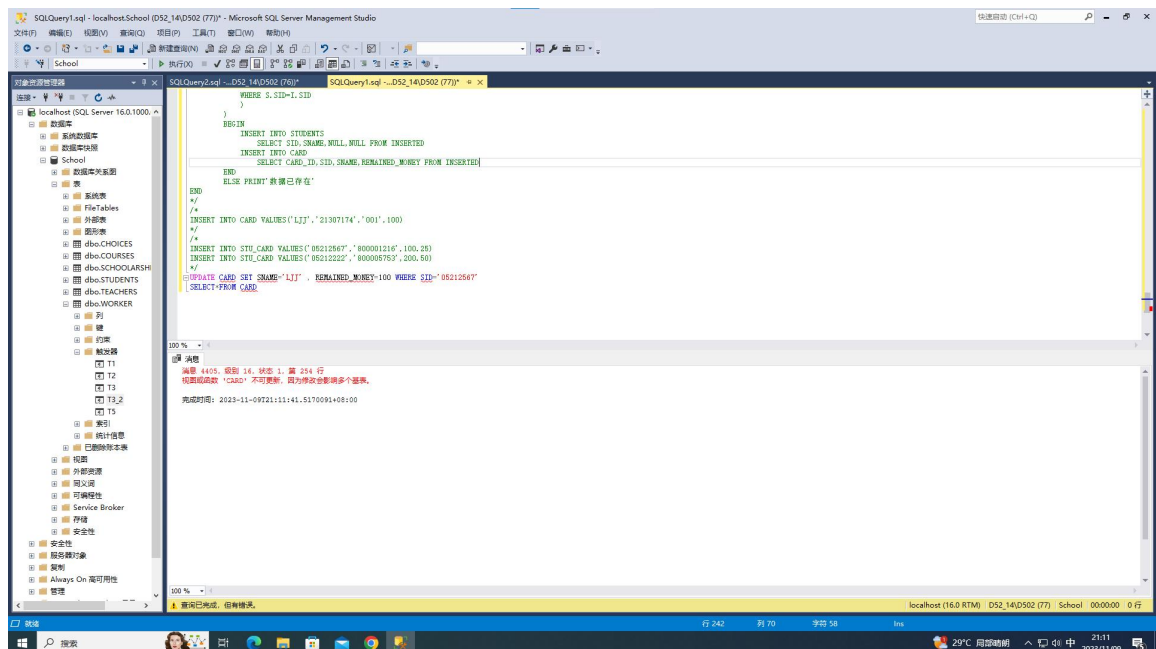 SQLQuery1.sql - localhost.School (D52_14\D502 (77))* - Microsoft SQL Server Management Studio
快速启动 (Ctrl+Q)
文件(F) 编辑(E) 视图(V) 查询(Q) 项目(P) 工具(T) 窗口(W) 帮助(H)
新建查询(N)
School
执行(X)
对象资源管理器
SQLQuery2.sql -...D52_14\D502 (76))*
SQLQuery1.sql -...D52_14\D502 (77))*
连接
localhost (SQL Server 16.0.1000.
数据库
系统数据库
数据库快照
School
数据库关系图
表
系统表
FileTables
外部表
图形表
dbo.CHOICES
dbo.COURSES
dbo.SCHOOLARSHI
dbo.STUDENTS
dbo.TEACHERS
dbo.WORKER
列
键
约束
触发器
T1
T2
T3
T3_2
T5
索引
统计信息
已删除账本表
视图
外部资源
同义词
可编程性
Service Broker
存储
安全性
安全性
服务器对象
复制
Always On 高可用性
管理
WHERE S.SID=I.SID
)
)
BEGIN
INSERT INTO STUDENTS
SELECT SID,SNAME,NULL,NULL FROM INSERTED
INSERT INTO CARD
SELECT CARD_ID,SID,SNAME,REMAINED_MONEY FROM INSERTED
END
ELSE PRINT'数据已存在'
END
*/
/*
INSERT INTO CARD VALUES('LJJ','21307174','001',100)
*/
/*
INSERT INTO STU_CARD VALUES('05212567','800001216',100.25)
INSERT INTO STU_CARD VALUES('05212222','800005753',200.50)
*/
UPDATE CARD SET SNAME='LJJ' , REMAINED_MONEY=100 WHERE SID='05212567'
SELECT*FROM CARD
100 %
消息
消息 4405，级别 16，状态 1，第 254 行
视图或函数 'CARD' 不可更新，因为修改会影响多个基表。
完成时间: 2023-11-09T21:11:41.5170091+08:00
100 %
查询已完成，但有错误。
localhost (16.0 RTM) D52_14\D502 (77) School 00:00:00 0 行
就绪
行 242 列 70 字符 58 Ins
搜索
29°C 局部晴朗
中
21:11
2023/11/09